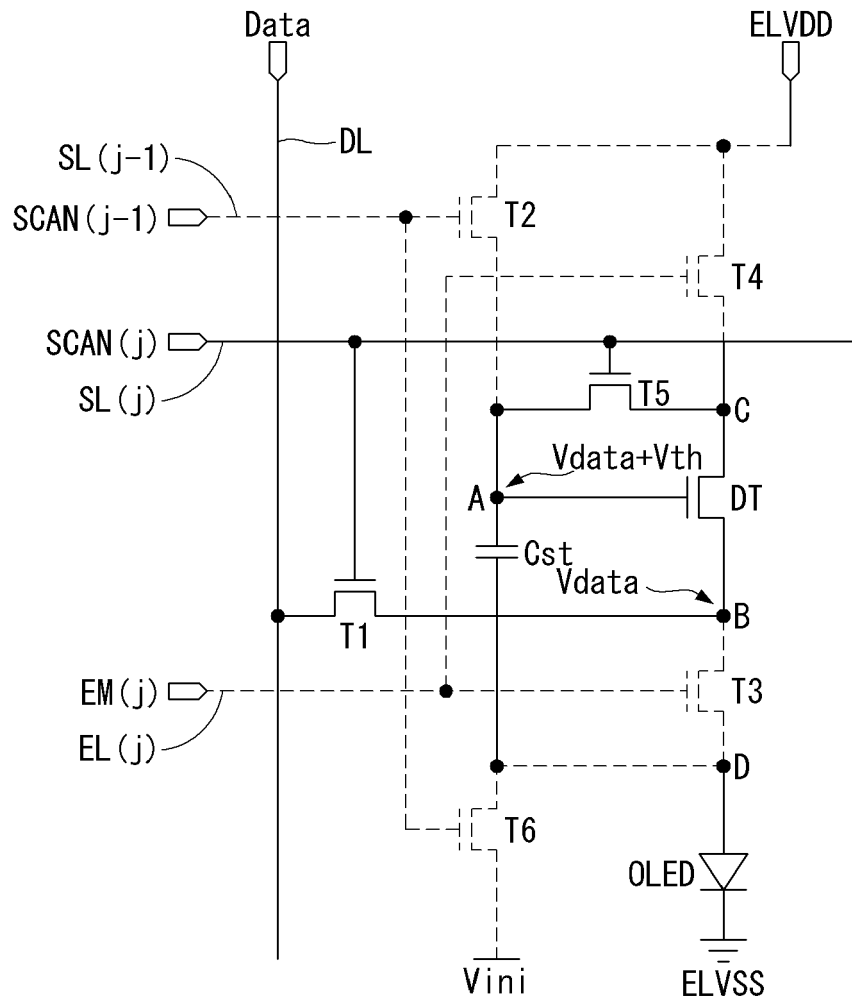 Data
ELVDD
DL
SL(j-1)
SCAN(j-1)
T2
T4
SCAN(j)
SL(j)
T5
C
Vdata+Vth
A
DT
Cst
Vdata
B
T1
EM(j)
T3
EL(j)
D
T6
OLED
Vini
ELVSS